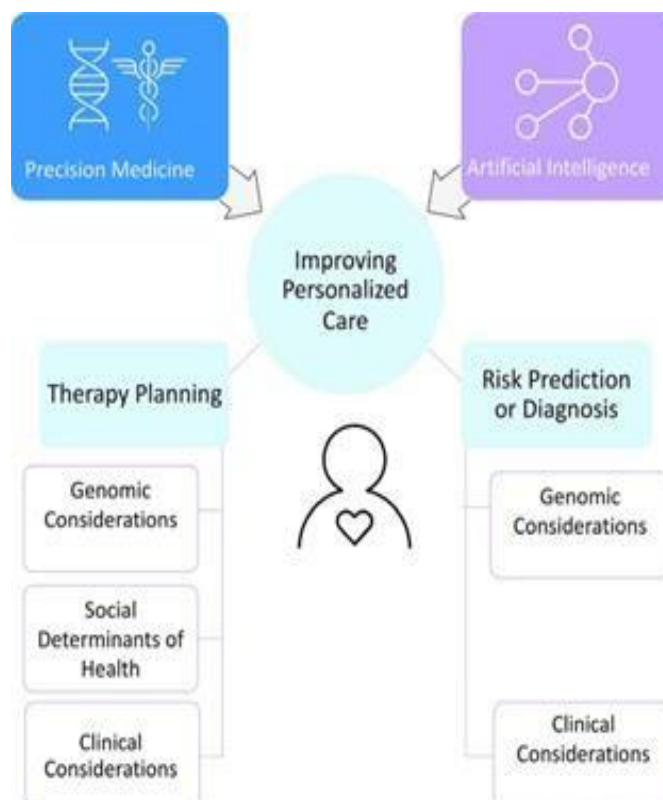 Precision Medicine
Artificial Intelligence
Improving
Personalized
Care
Therapy Planning
Risk Prediction
or Diagnosis
Genomic
Considerations
Social
Determinants of
Health
Clinical
Considerations
Genomic
Considerations
Clinical
Considerations